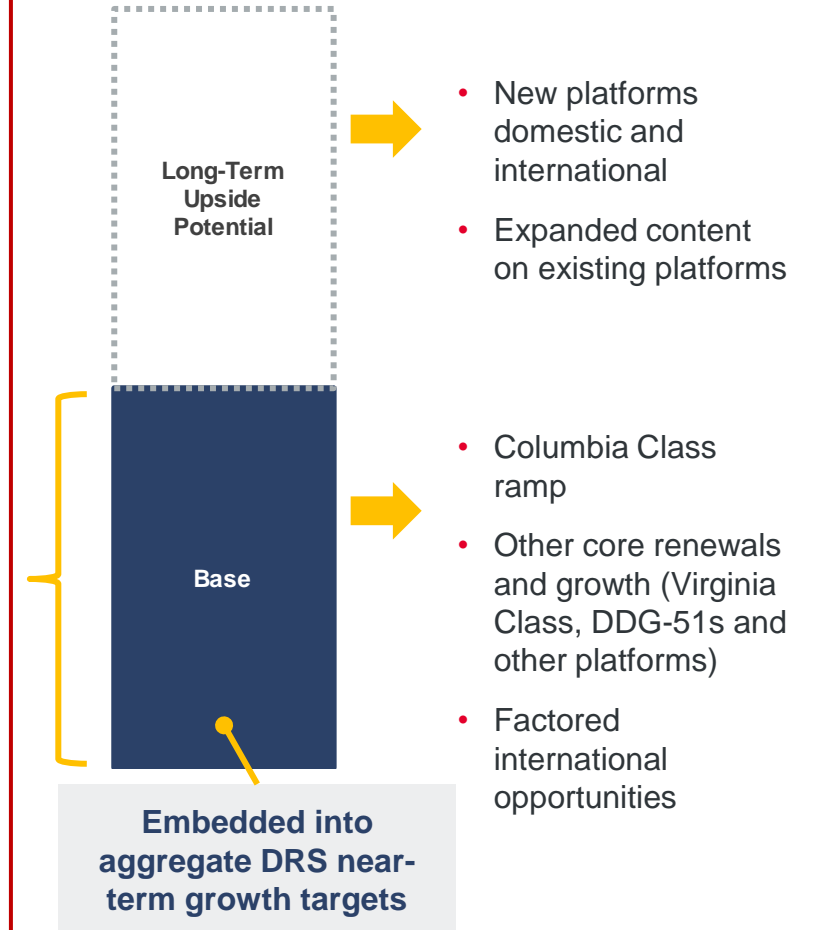 Long-Term
Upside
Potential
• New platforms
domestic and
international
• Expanded content
on existing platforms
Base
• Columbia Class
ramp
• Other core renewals
and growth (Virginia
Class, DDG-51s and
other platforms)
• Factored
international
opportunities
Embedded into
aggregate DRS near-
term growth targets